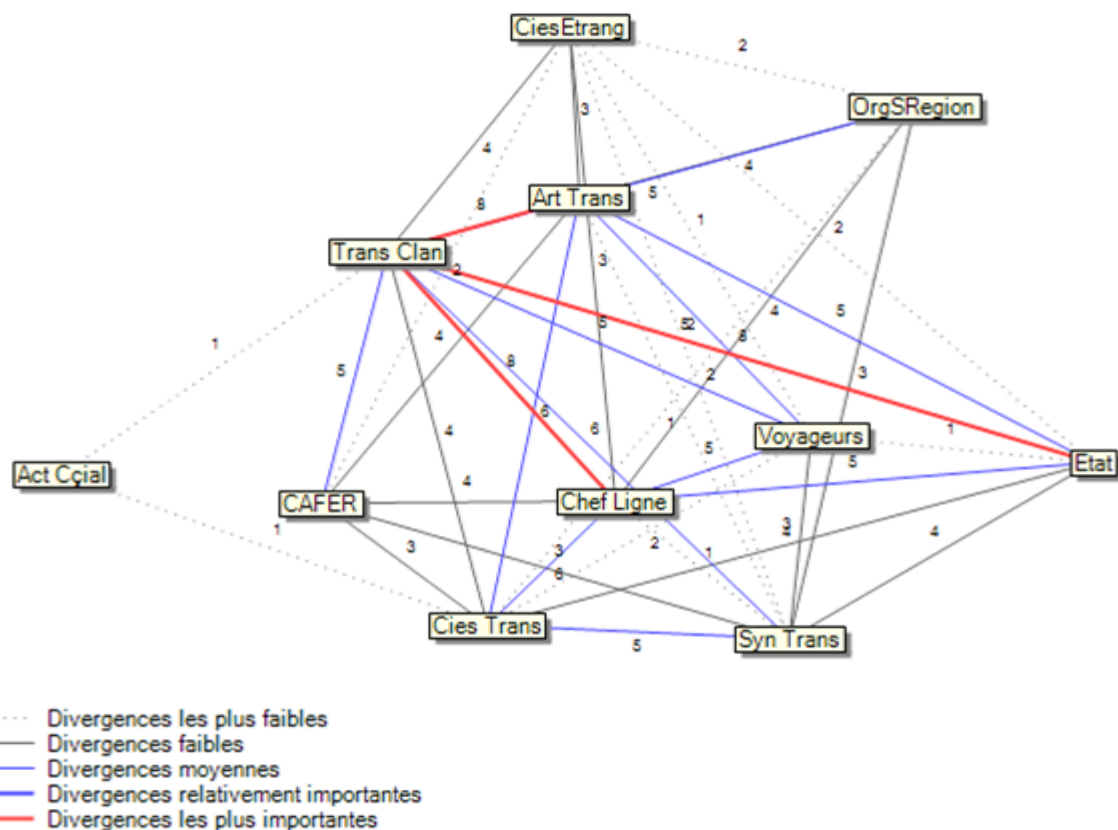 CiesEtrang
2
OrgSRegion
3
4
4
Art Trans
8
5
1
2
Trans Clan
2
3
1
4
5
52
8
4
5
5
8
2
3
6
6
1
4
Voyageurs
1
5
5
Etat
Act Cçial
4
CAFER
Chef Ligne
1
3
4
4
3
3
2
1
6
Cies Trans
Syn Trans
5
Divergences les plus faibles
Divergences faibles
Divergences moyennes
Divergences relativement importantes
Divergences les plus importantes